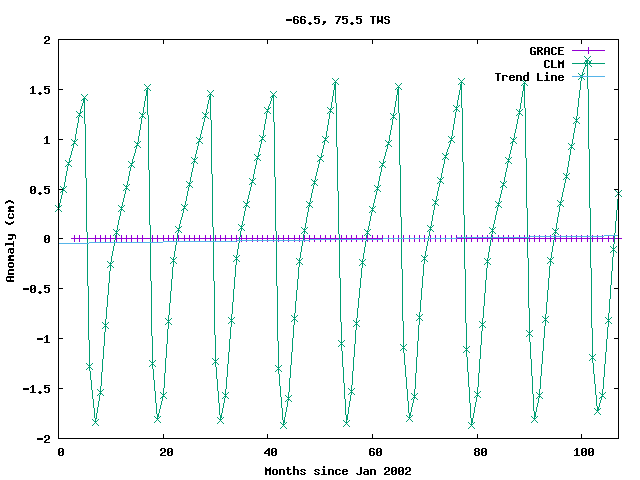 -66.5, 75.5 TWS
GRACE
CLM
Trend Line
2
1.5
1
0.5
0
-0.5
-1
-1.5
-2
Anomaly (cm)
0 20 40 60 80 100
Months since Jan 2002